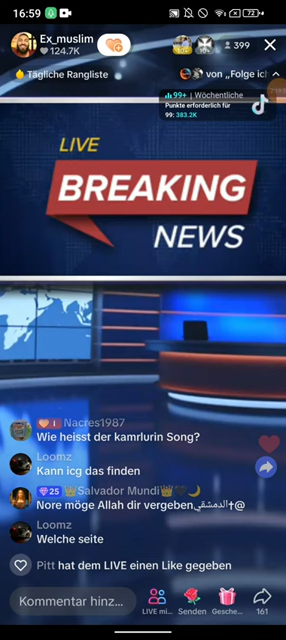 16:59
72
Ex_muslim
124.7K
399
Tägliche Rangliste
von „Folge ich
99+ | Wöchentliche
Punkte erforderlich für
99: 383.2K
LIVE
BREAKING
NEWS
Nacres1987
Wie heisst der kamrlurin Song?
Loomz
Kann icg das finden
25 👑Salvador Mundi👑🖤🌙
Nore möge Allah dir vergeben الدمشقي✝@
Loomz
Welche seite
Pitt hat dem LIVE einen Like gegeben
Kommentar hinz...
LIVE mi...
Senden
Gesche...
161